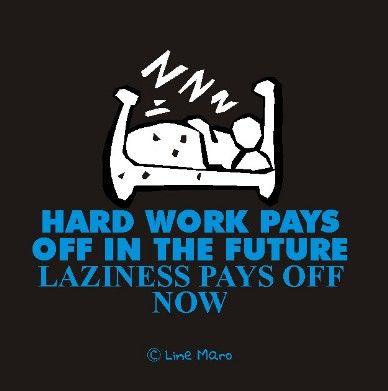 NNN
HARD WORK PAYS
OFF IN THE FUTURE
LAZINESS PAYS OFF
NOW
© Line Maro